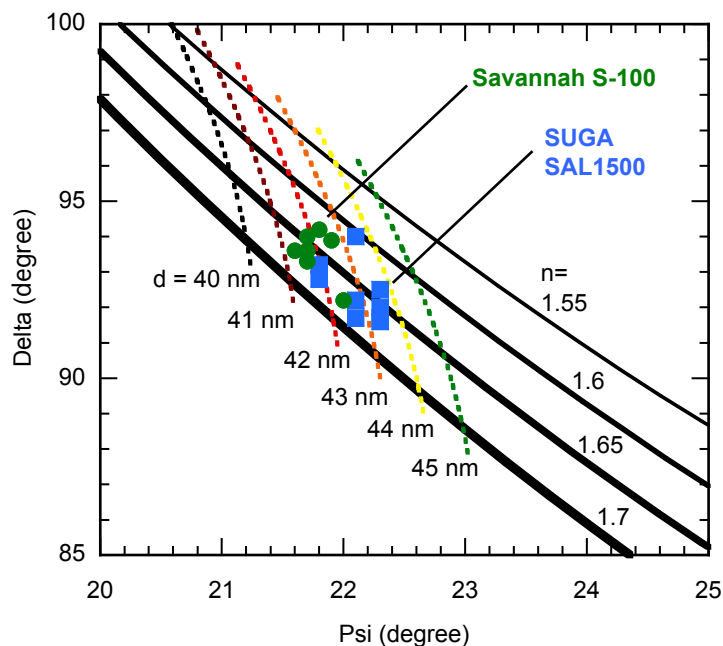 100
95
90
85
Delta (degree)
Savannah S-100
SUGA
SAL1500
n=
1.55
1.6
1.65
1.7
d = 40 nm
41 nm
42 nm
43 nm
44 nm
45 nm
20
21
22
23
24
25
Psi (degree)